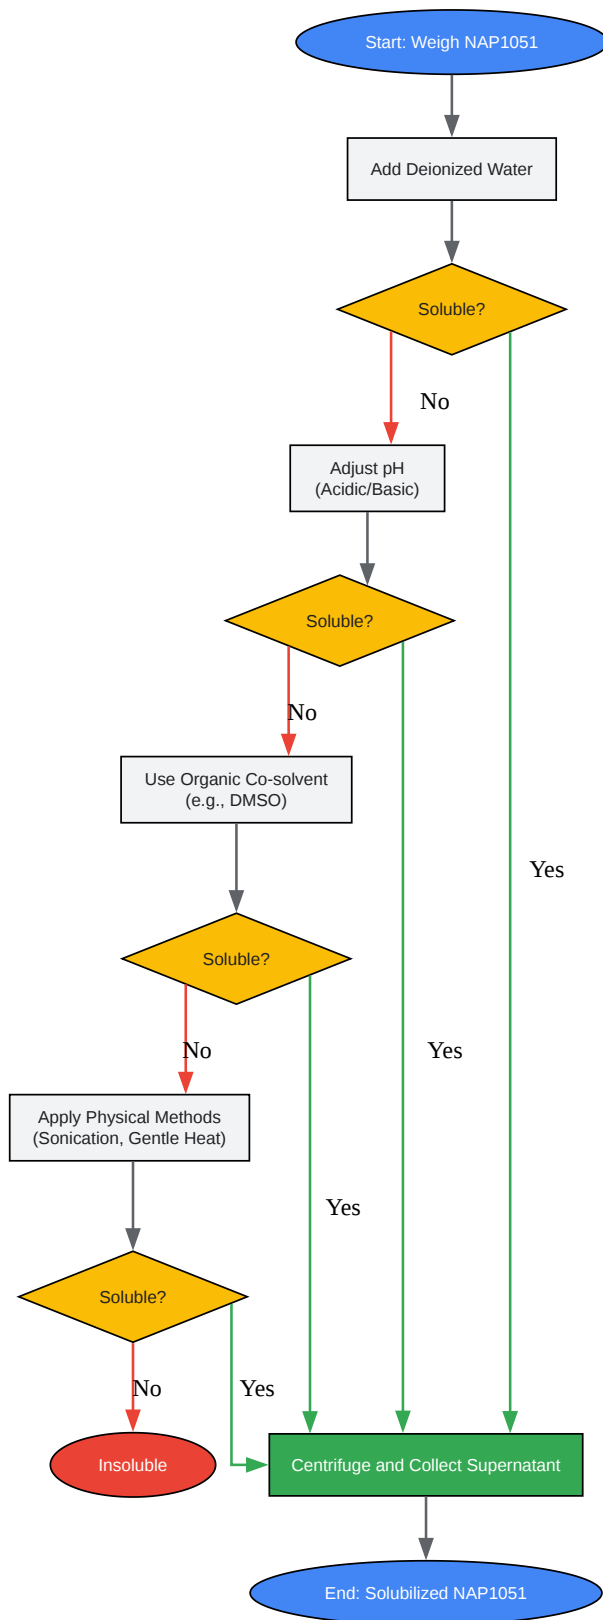 Start: Weigh NAP1051
Add Deionized Water
Soluble?
No
Adjust pH
(Acidic/Basic)
Soluble?
No
Use Organic Co-solvent
(e.g., DMSO)
Yes
Soluble?
No
Yes
Apply Physical Methods
(Sonication, Gentle Heat)
Yes
Soluble?
No
Yes
Insoluble
Centrifuge and Collect Supernatant
End: Solubilized NAP1051